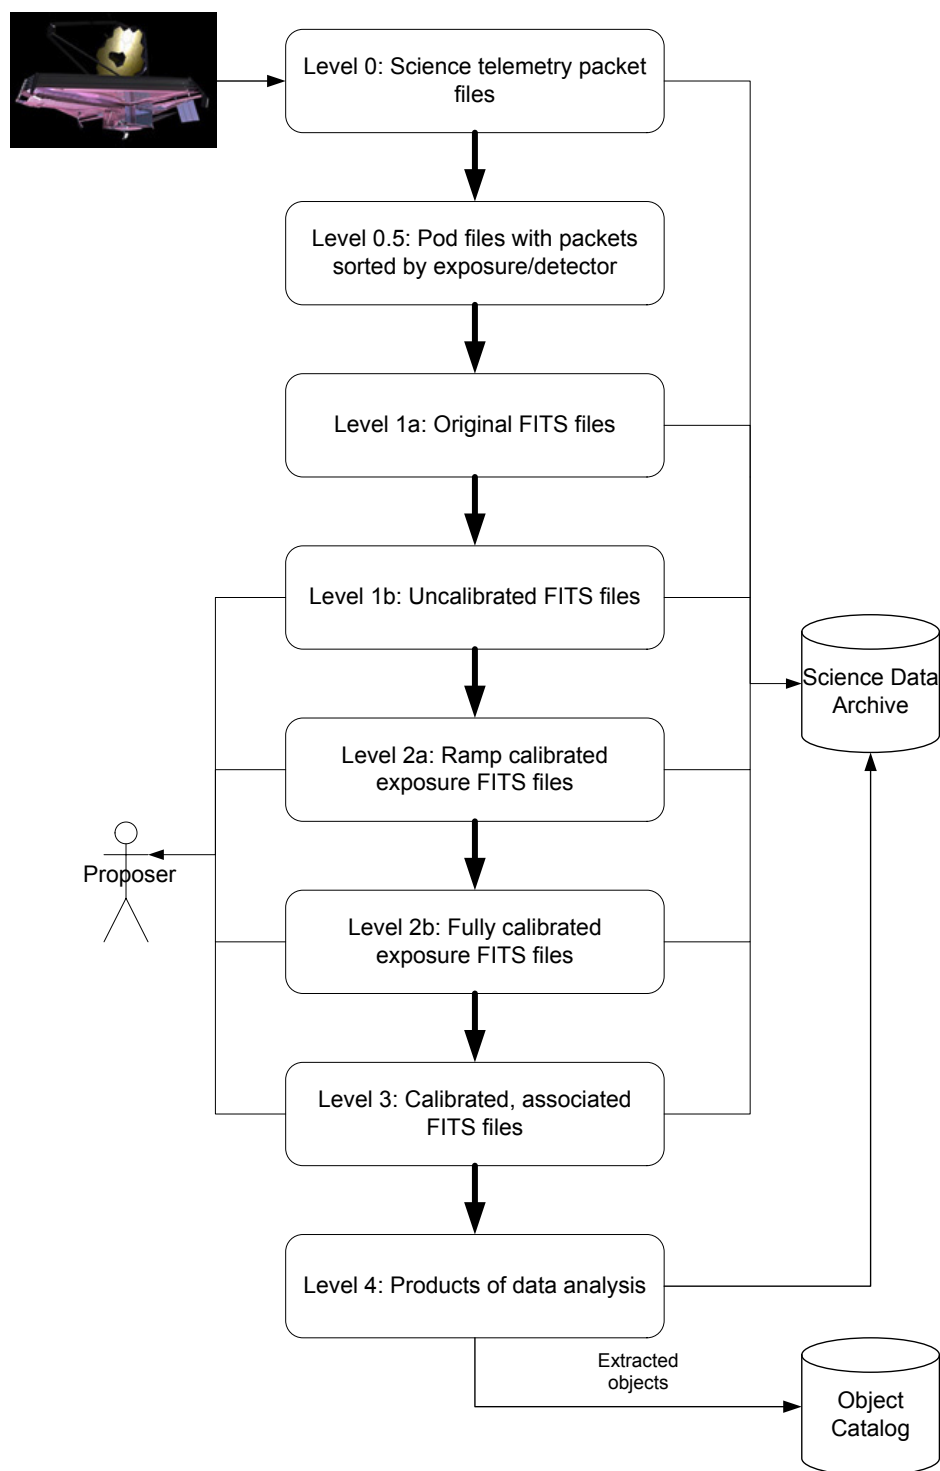 Level 0: Science telemetry packet
files
Level 0.5: Pod files with packets
sorted by exposure/detector
Level 1a: Original FITS files
Level 1b: Uncalibrated FITS files
Science Data
Archive
Level 2a: Ramp calibrated
exposure FITS files
Proposer
Level 2b: Fully calibrated
exposure FITS files
Level 3: Calibrated, associated
FITS files
Level 4: Products of data analysis
Extracted
objects
Object
Catalog